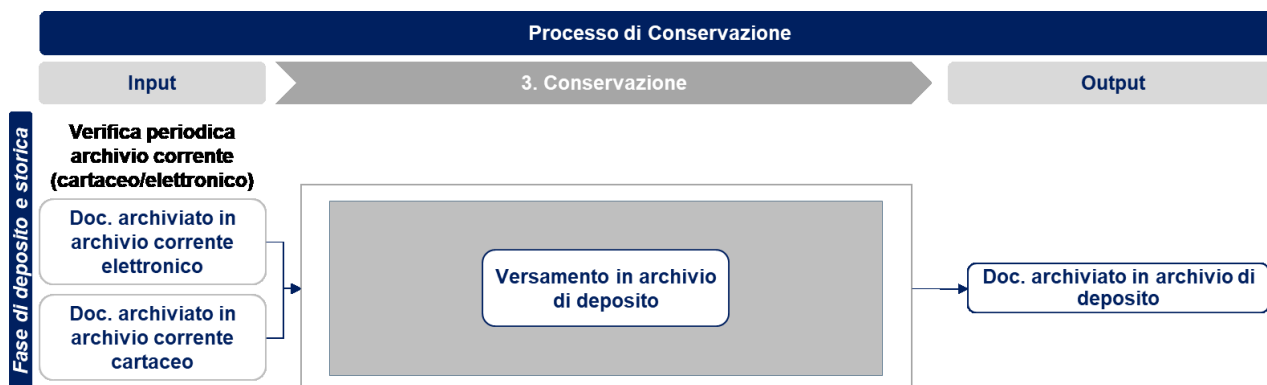 Processo di Conservazione
Input
3. Conservazione
Output
Fase di deposito e storica
Verifica periodica
archivio corrente
(cartaceo/elettronico)
Doc. archiviato in
archivio corrente
elettronico
Doc. archiviato in
archivio corrente
cartaceo
Versamento in archivio
di deposito
Doc. archiviato in archivio di
deposito